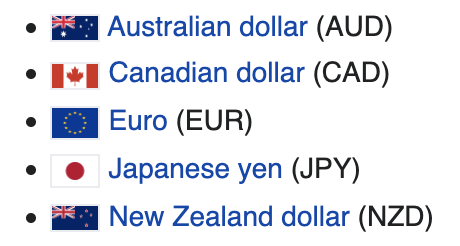 Australian dollar (AUD)
Canadian dollar (CAD)
Euro (EUR)
Japanese yen (JPY)
New Zealand dollar (NZD)